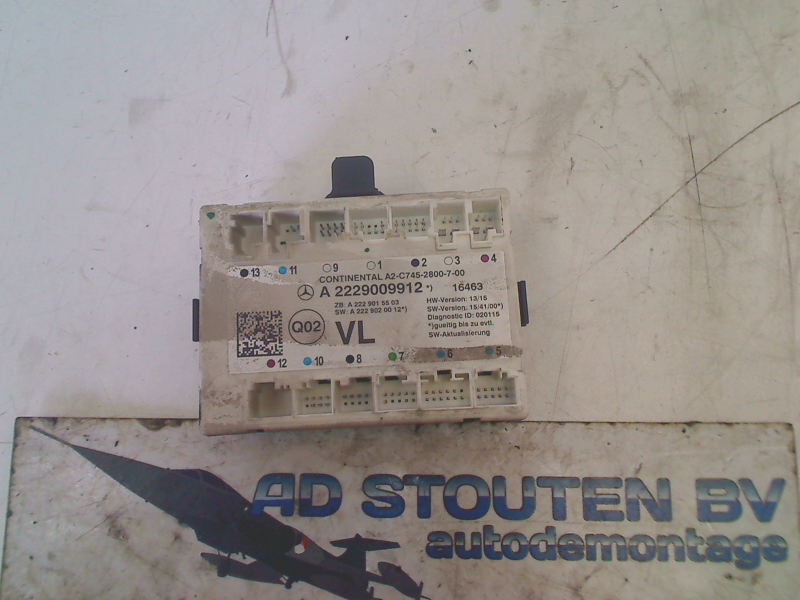 13 11 9 1 2 3 4
CONTINENTAL A2-C745-2800-7-00
A 2229009912 *) 16463
ZB: A 222 901 55 03
SW: A 222 902 00 12*)
HW-Version: 13/15
SW-Version: 15/41/00*)
Diagnostic ID: 020115
*)gueltig bis zu evtl.
SW-Aktualisierung
Q02 VL
12 10 8 7 6 5
AD STOUTEN BV
autodemontage